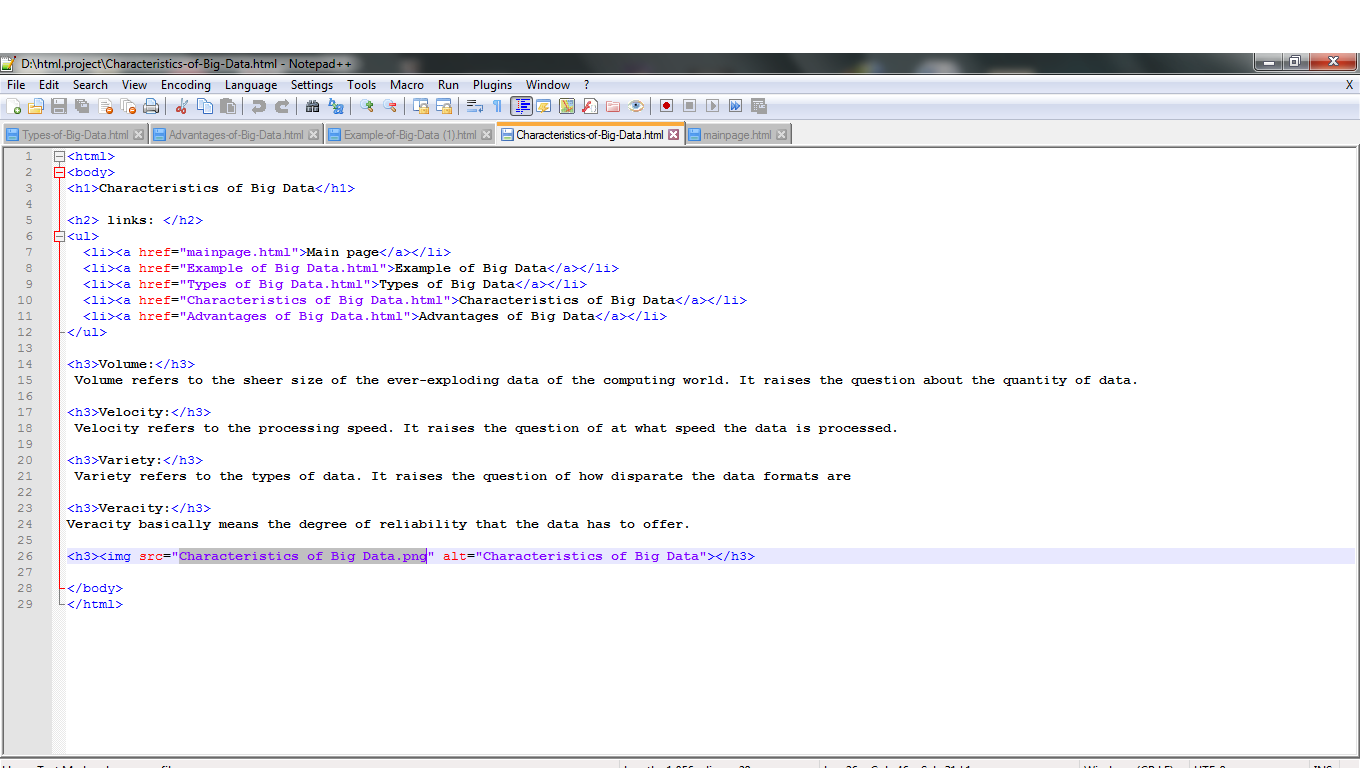 D:\html.project\Characteristics-of-Big-Data.html - Notepad++
File Edit Search View Encoding Language Settings Tools Macro Run Plugins Window ? X
Types-of-Big-Data.html Advantages-of-Big-Data.html Example-of-Big-Data (1).html Characteristics-of-Big-Data.html mainpage.html
1 <html>
2 <body>
3 <h1>Characteristics of Big Data</h1>
4
5 <h2> links: </h2>
6 <ul>
7 <li><a href="mainpage.html">Main page</a></li>
8 <li><a href="Example of Big Data.html">Example of Big Data</a></li>
9 <li><a href="Types of Big Data.html">Types of Big Data</a></li>
10 <li><a href="Characteristics of Big Data.html">Characteristics of Big Data</a></li>
11 <li><a href="Advantages of Big Data.html">Advantages of Big Data</a></li>
12 </ul>
13
14 <h3>Volume:</h3>
15 Volume refers to the sheer size of the ever-exploding data of the computing world. It raises the question about the quantity of data.
16
17 <h3>Velocity:</h3>
18 Velocity refers to the processing speed. It raises the question of at what speed the data is processed.
19
20 <h3>Variety:</h3>
21 Variety refers to the types of data. It raises the question of how disparate the data formats are
22
23 <h3>Veracity:</h3>
24 Veracity basically means the degree of reliability that the data has to offer.
25
26 <h3><img src="Characteristics of Big Data.png" alt="Characteristics of Big Data"></h3>
27
28 </body>
29 </html>